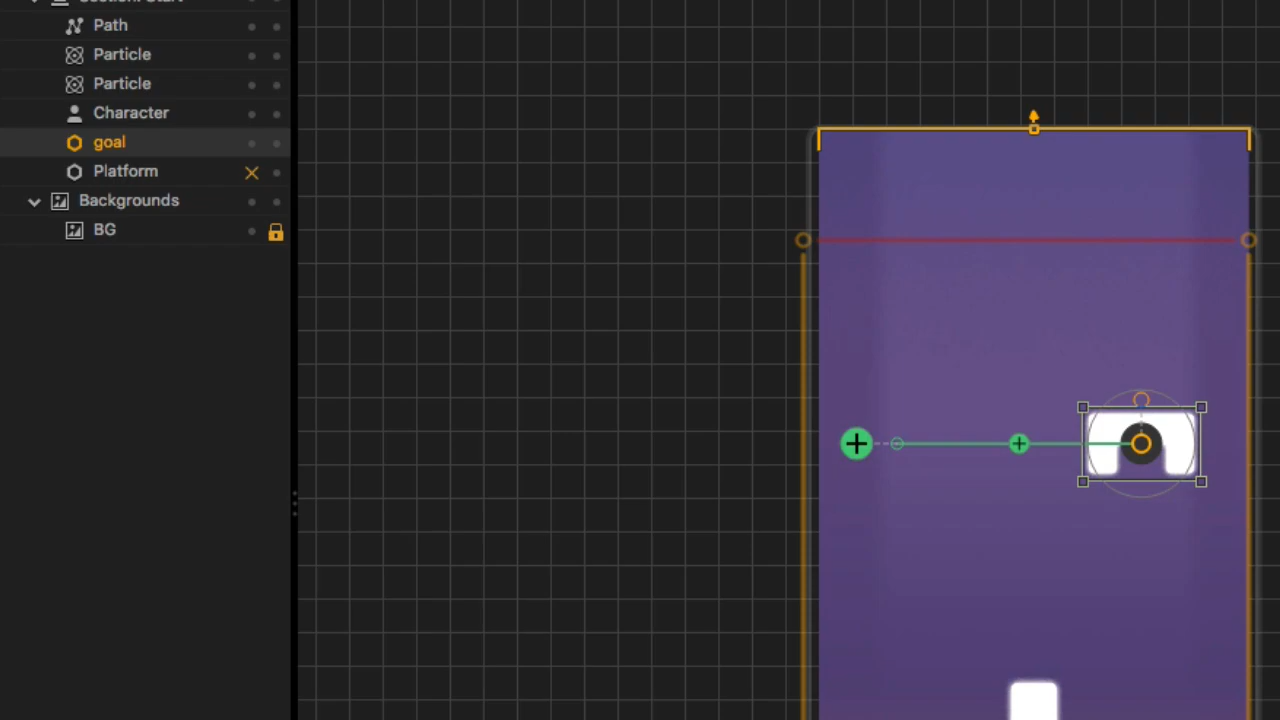 Path
Particle
Particle
Character
goal
Platform
Backgrounds
BG